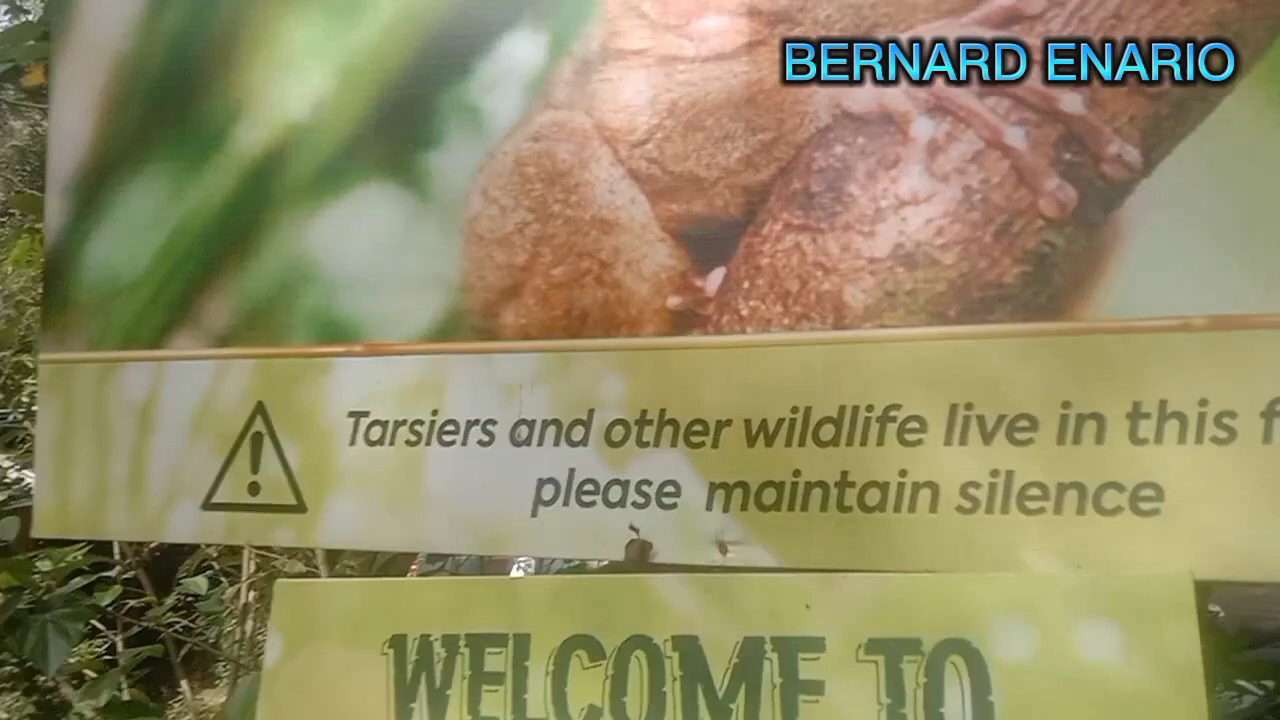 BERNARD ENARIO
Tarsiers and other wildlife live in this f
please maintain silence
WELCOME TO